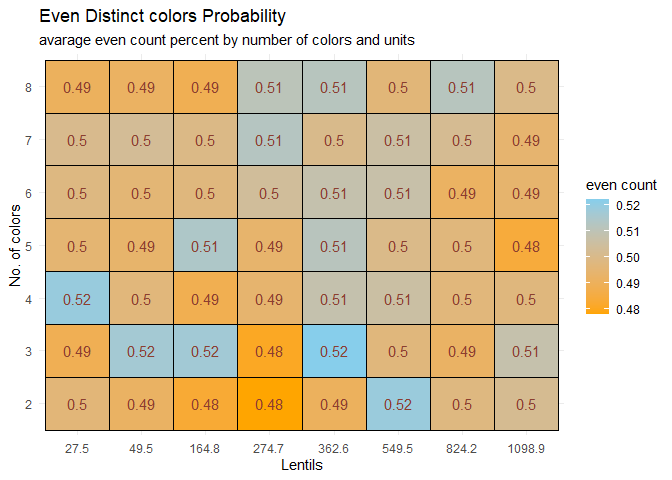 Even Distinct colors Probability
avarage even count percent by number of colors and units
8 0.49 0.49 0.49 0.51 0.51 0.5 0.51 0.5
7 0.5 0.5 0.5 0.51 0.5 0.51 0.5 0.49
6 0.5 0.5 0.5 0.5 0.51 0.51 0.49 0.49
5 0.5 0.49 0.51 0.49 0.51 0.5 0.5 0.48
4 0.52 0.5 0.49 0.49 0.51 0.51 0.5 0.5
3 0.49 0.52 0.52 0.48 0.52 0.5 0.49 0.51
2 0.5 0.49 0.48 0.48 0.49 0.52 0.5 0.5
27.5 49.5 164.8 274.7 362.6 549.5 824.2 1098.9
Lentils
No. of colors
even count
0.52
0.51
0.50
0.49
0.48